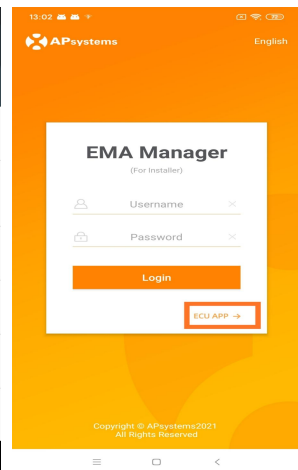 13:02
APsystems
English
EMA Manager
(For Installer)
Username
Password
Login
ECU APP →
Copyright © APsystems2021
All Rights Reserved